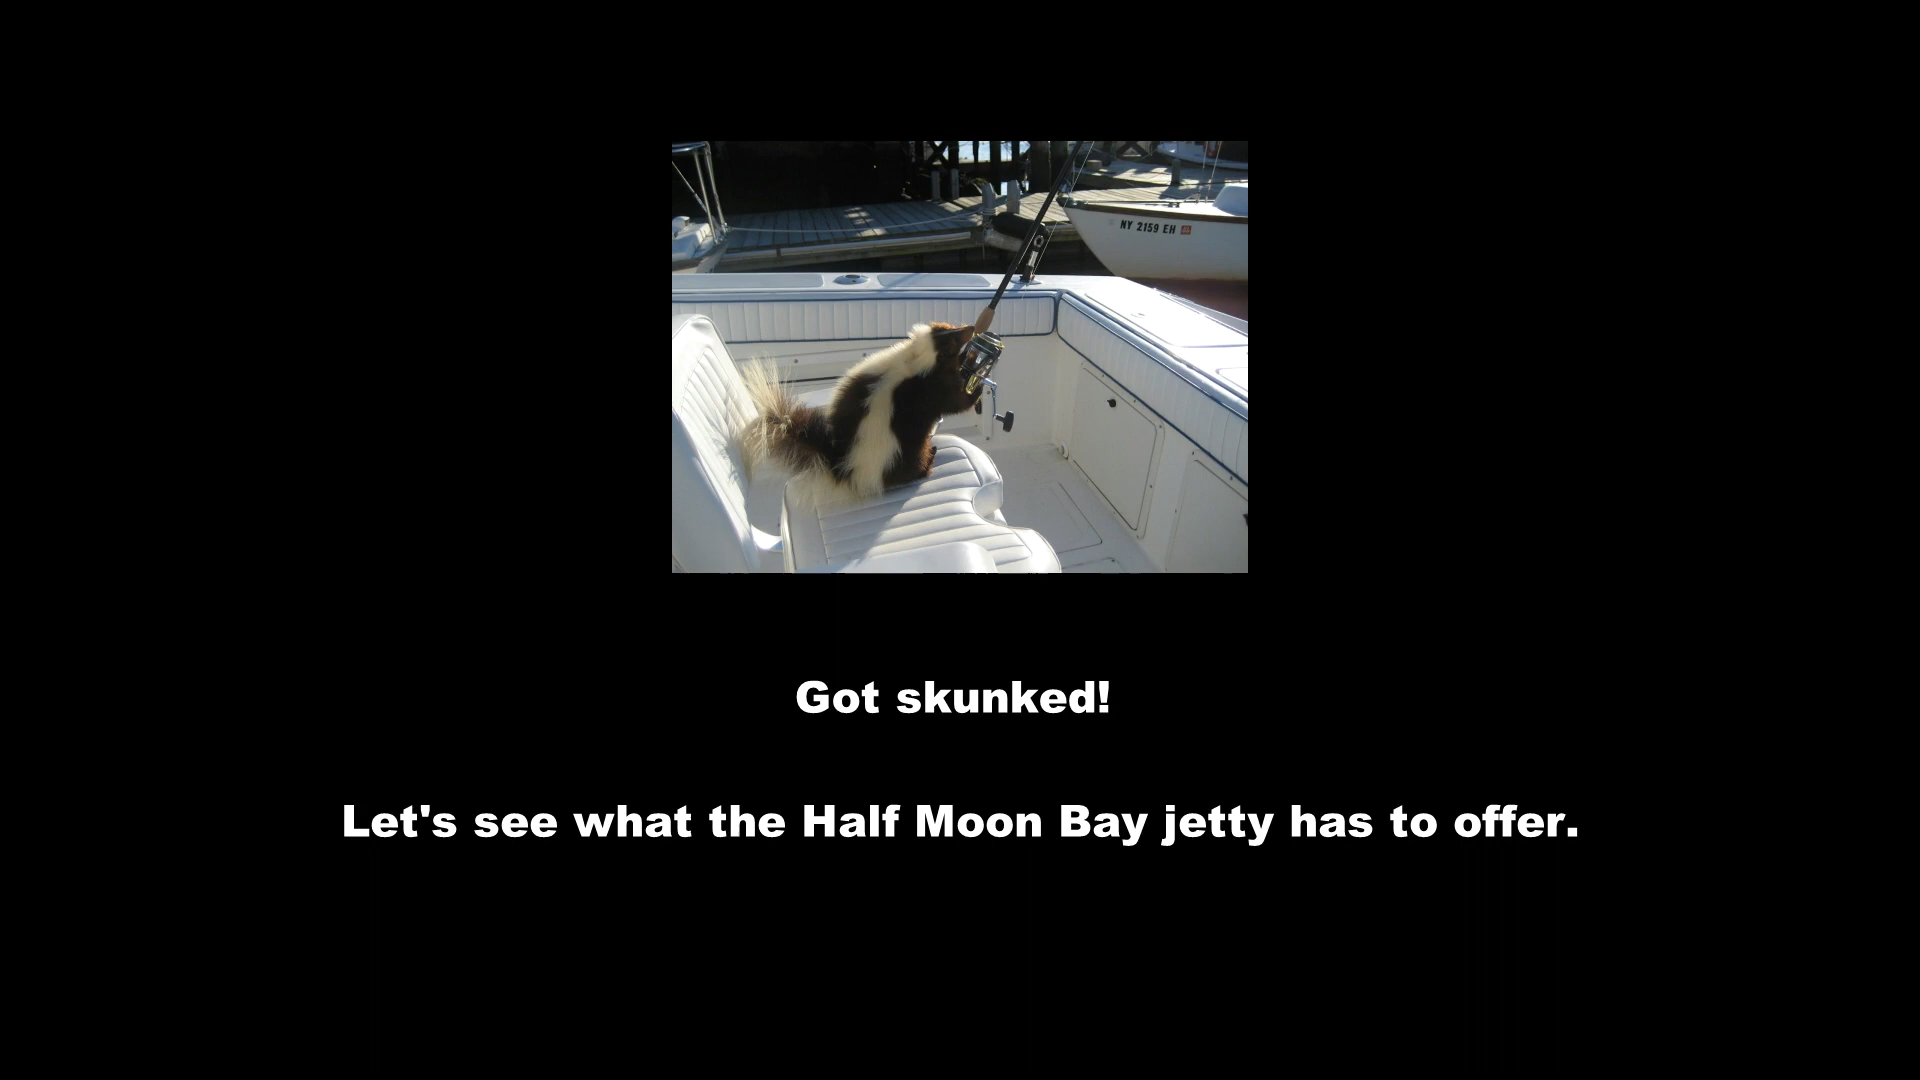 NY 2159 EH
Got skunked!
Let's see what the Half Moon Bay jetty has to offer.